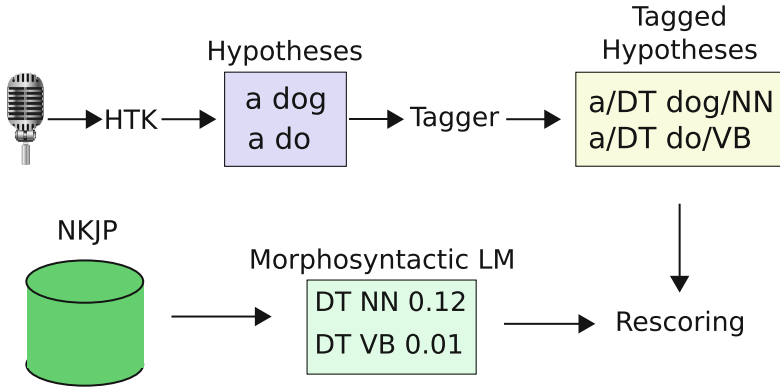 Tagged
Hypotheses
Hypotheses
a dog
a do
HTK
Tagger
a/DT dog/NN
a/DT do/VB
NKJP
Morphosyntactic LM
DT NN 0.12
DT VB 0.01
Rescoring